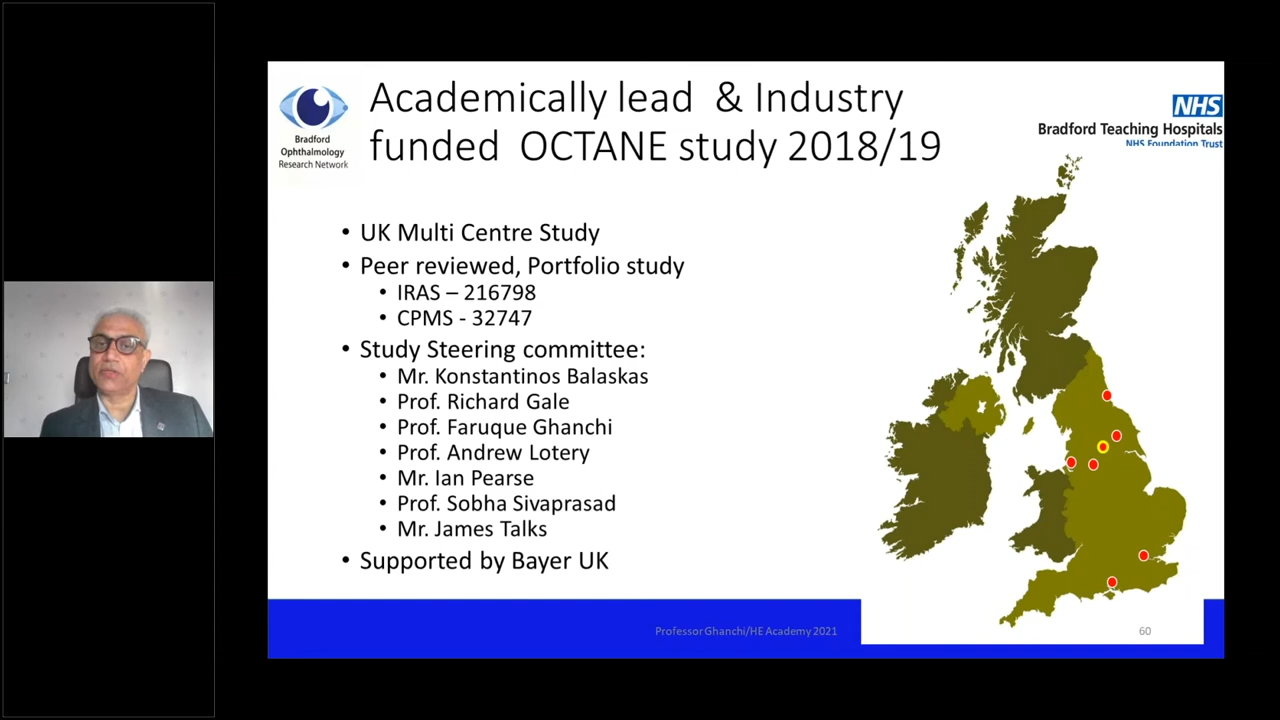 Bradford
Ophthalmology
Research Network
Academically lead & Industry
funded OCTANE study 2018/19
NHS
Bradford Teaching Hospitals
NHS Foundation Trust
• UK Multi Centre Study
• Peer reviewed, Portfolio study
• IRAS – 216798
• CPMS - 32747
• Study Steering committee:
• Mr. Konstantinos Balaskas
• Prof. Richard Gale
• Prof. Faruque Ghanchi
• Prof. Andrew Lotery
• Mr. Ian Pearse
• Prof. Sobha Sivaprasad
• Mr. James Talks
• Supported by Bayer UK
Professor Ghanchi/HE Academy 2021
60